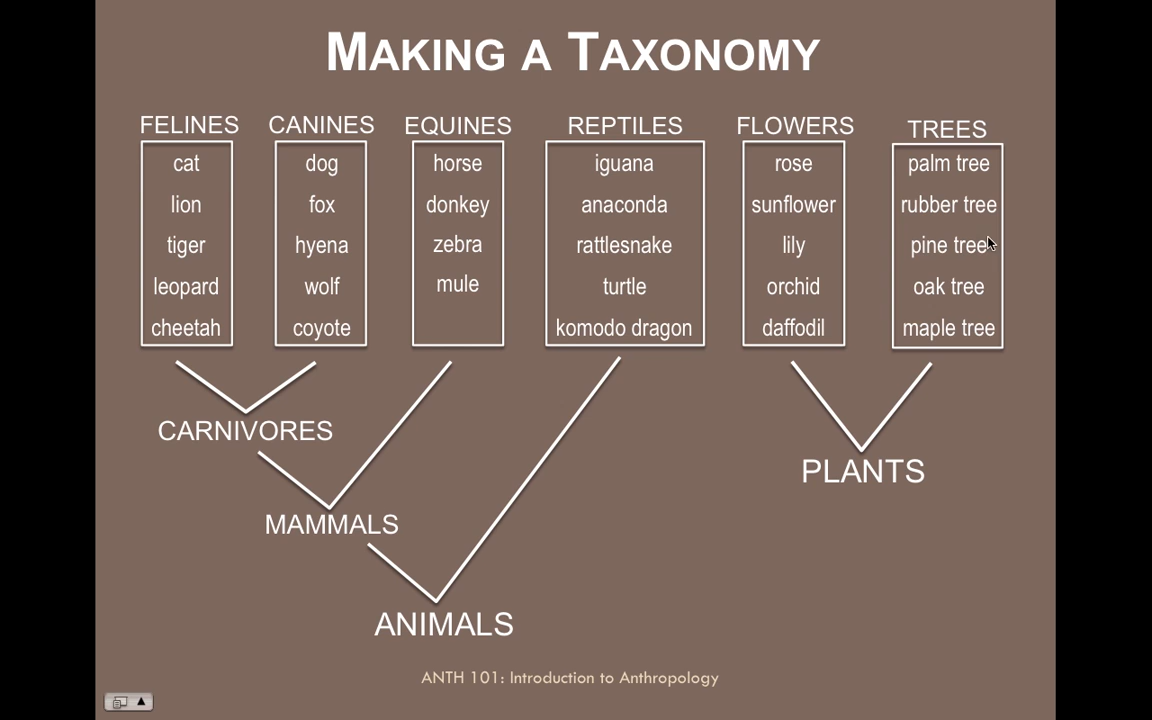 MAKING A TAXONOMY
FELINES
cat
lion
tiger
leopard
cheetah
CANINES
dog
fox
hyena
wolf
coyote
EQUINES
horse
donkey
zebra
mule
REPTILES
iguana
anaconda
rattlesnake
turtle
komodo dragon
FLOWERS
rose
sunflower
lily
orchid
daffodil
TREES
palm tree
rubber tree
pine tree
oak tree
maple tree
CARNIVORES
PLANTS
MAMMALS
ANIMALS
ANTH 101: Introduction to Anthropology